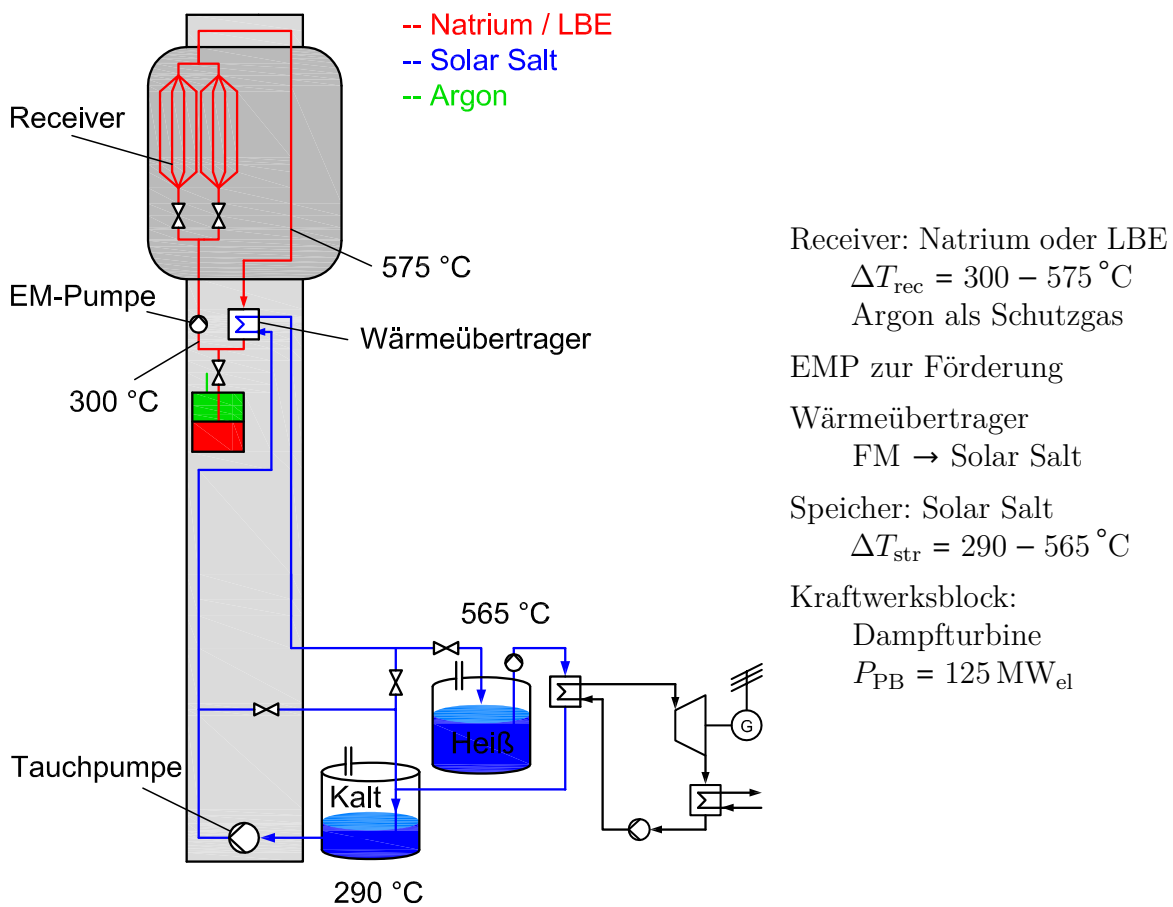 -- Natrium / LBE
-- Solar Salt
-- Argon
Receiver
575 °C
EM-Pumpe
Wärmeübertrager
300 °C
565 °C
Heiß
G
Tauchpumpe
Kalt
290 °C
Receiver: Natrium oder LBE
ΔT_rec = 300 – 575 °C
Argon als Schutzgas
EMP zur Förderung
Wärmeübertrager
FM → Solar Salt
Speicher: Solar Salt
ΔT_str = 290 – 565 °C
Kraftwerksblock:
Dampfturbine
P_PB = 125 MW_el